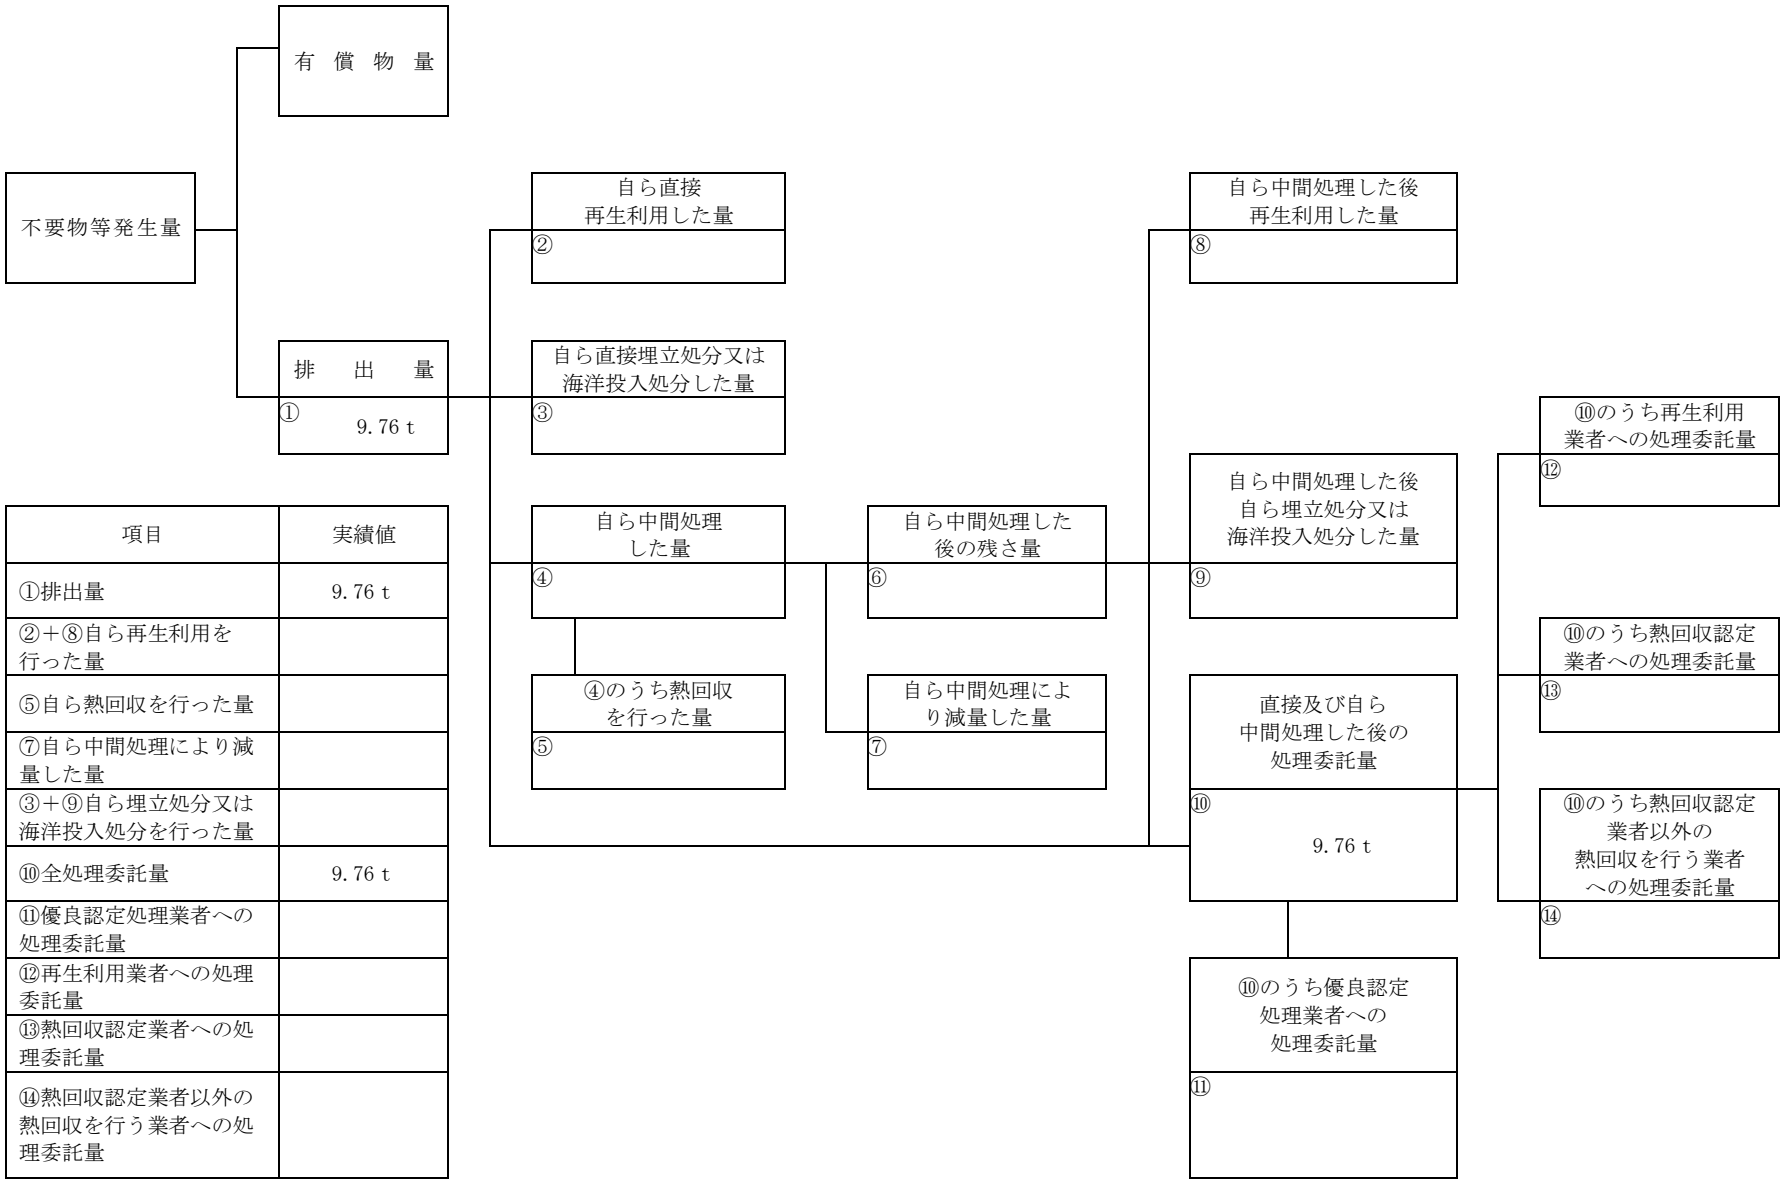 有償物量
不要物等発生量
排出量
①
9.76 t
自ら直接
再生利用した量
②
自ら直接埋立処分又は
海洋投入処分した量
③
自ら中間処理
した量
④
④のうち熱回収
を行った量
⑤
自ら中間処理した
後の残さ量
⑥
自ら中間処理によ
り減量した量
⑦
自ら中間処理した後
再生利用した量
⑧
自ら中間処理した後
自ら埋立処分又は
海洋投入処分した量
⑨
直接及び自ら
中間処理した後の
処理委託量
⑩
9.76 t
⑩のうち優良認定
処理業者への
処理委託量
⑪
⑩のうち再生利用
業者への処理委託量
⑫
⑩のうち熱回収認定
業者への処理委託量
⑬
⑩のうち熱回収認定
業者以外の
熱回収を行う業者
への処理委託量
⑭
項目 実績値
①排出量 9.76 t
②+⑧自ら再生利用を
行った量
⑤自ら熱回収を行った量
⑦自ら中間処理により減
量した量
③+⑨自ら埋立処分又は
海洋投入処分を行った量
⑩全処理委託量 9.76 t
⑪優良認定処理業者への
処理委託量
⑫再生利用業者への処理
委託量
⑬熱回収認定業者への処
理委託量
⑭熱回収認定業者以外の
熱回収を行う業者への処
理委託量